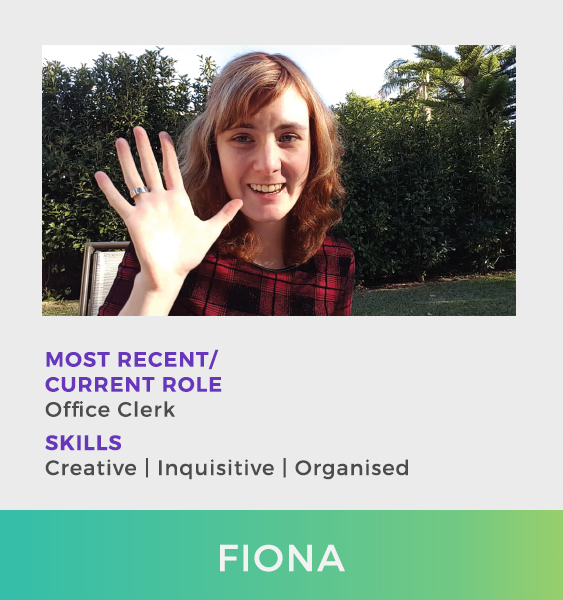 MOST RECENT/
CURRENT ROLE
Office Clerk
SKILLS
Creative | Inquisitive | Organised
FIONA